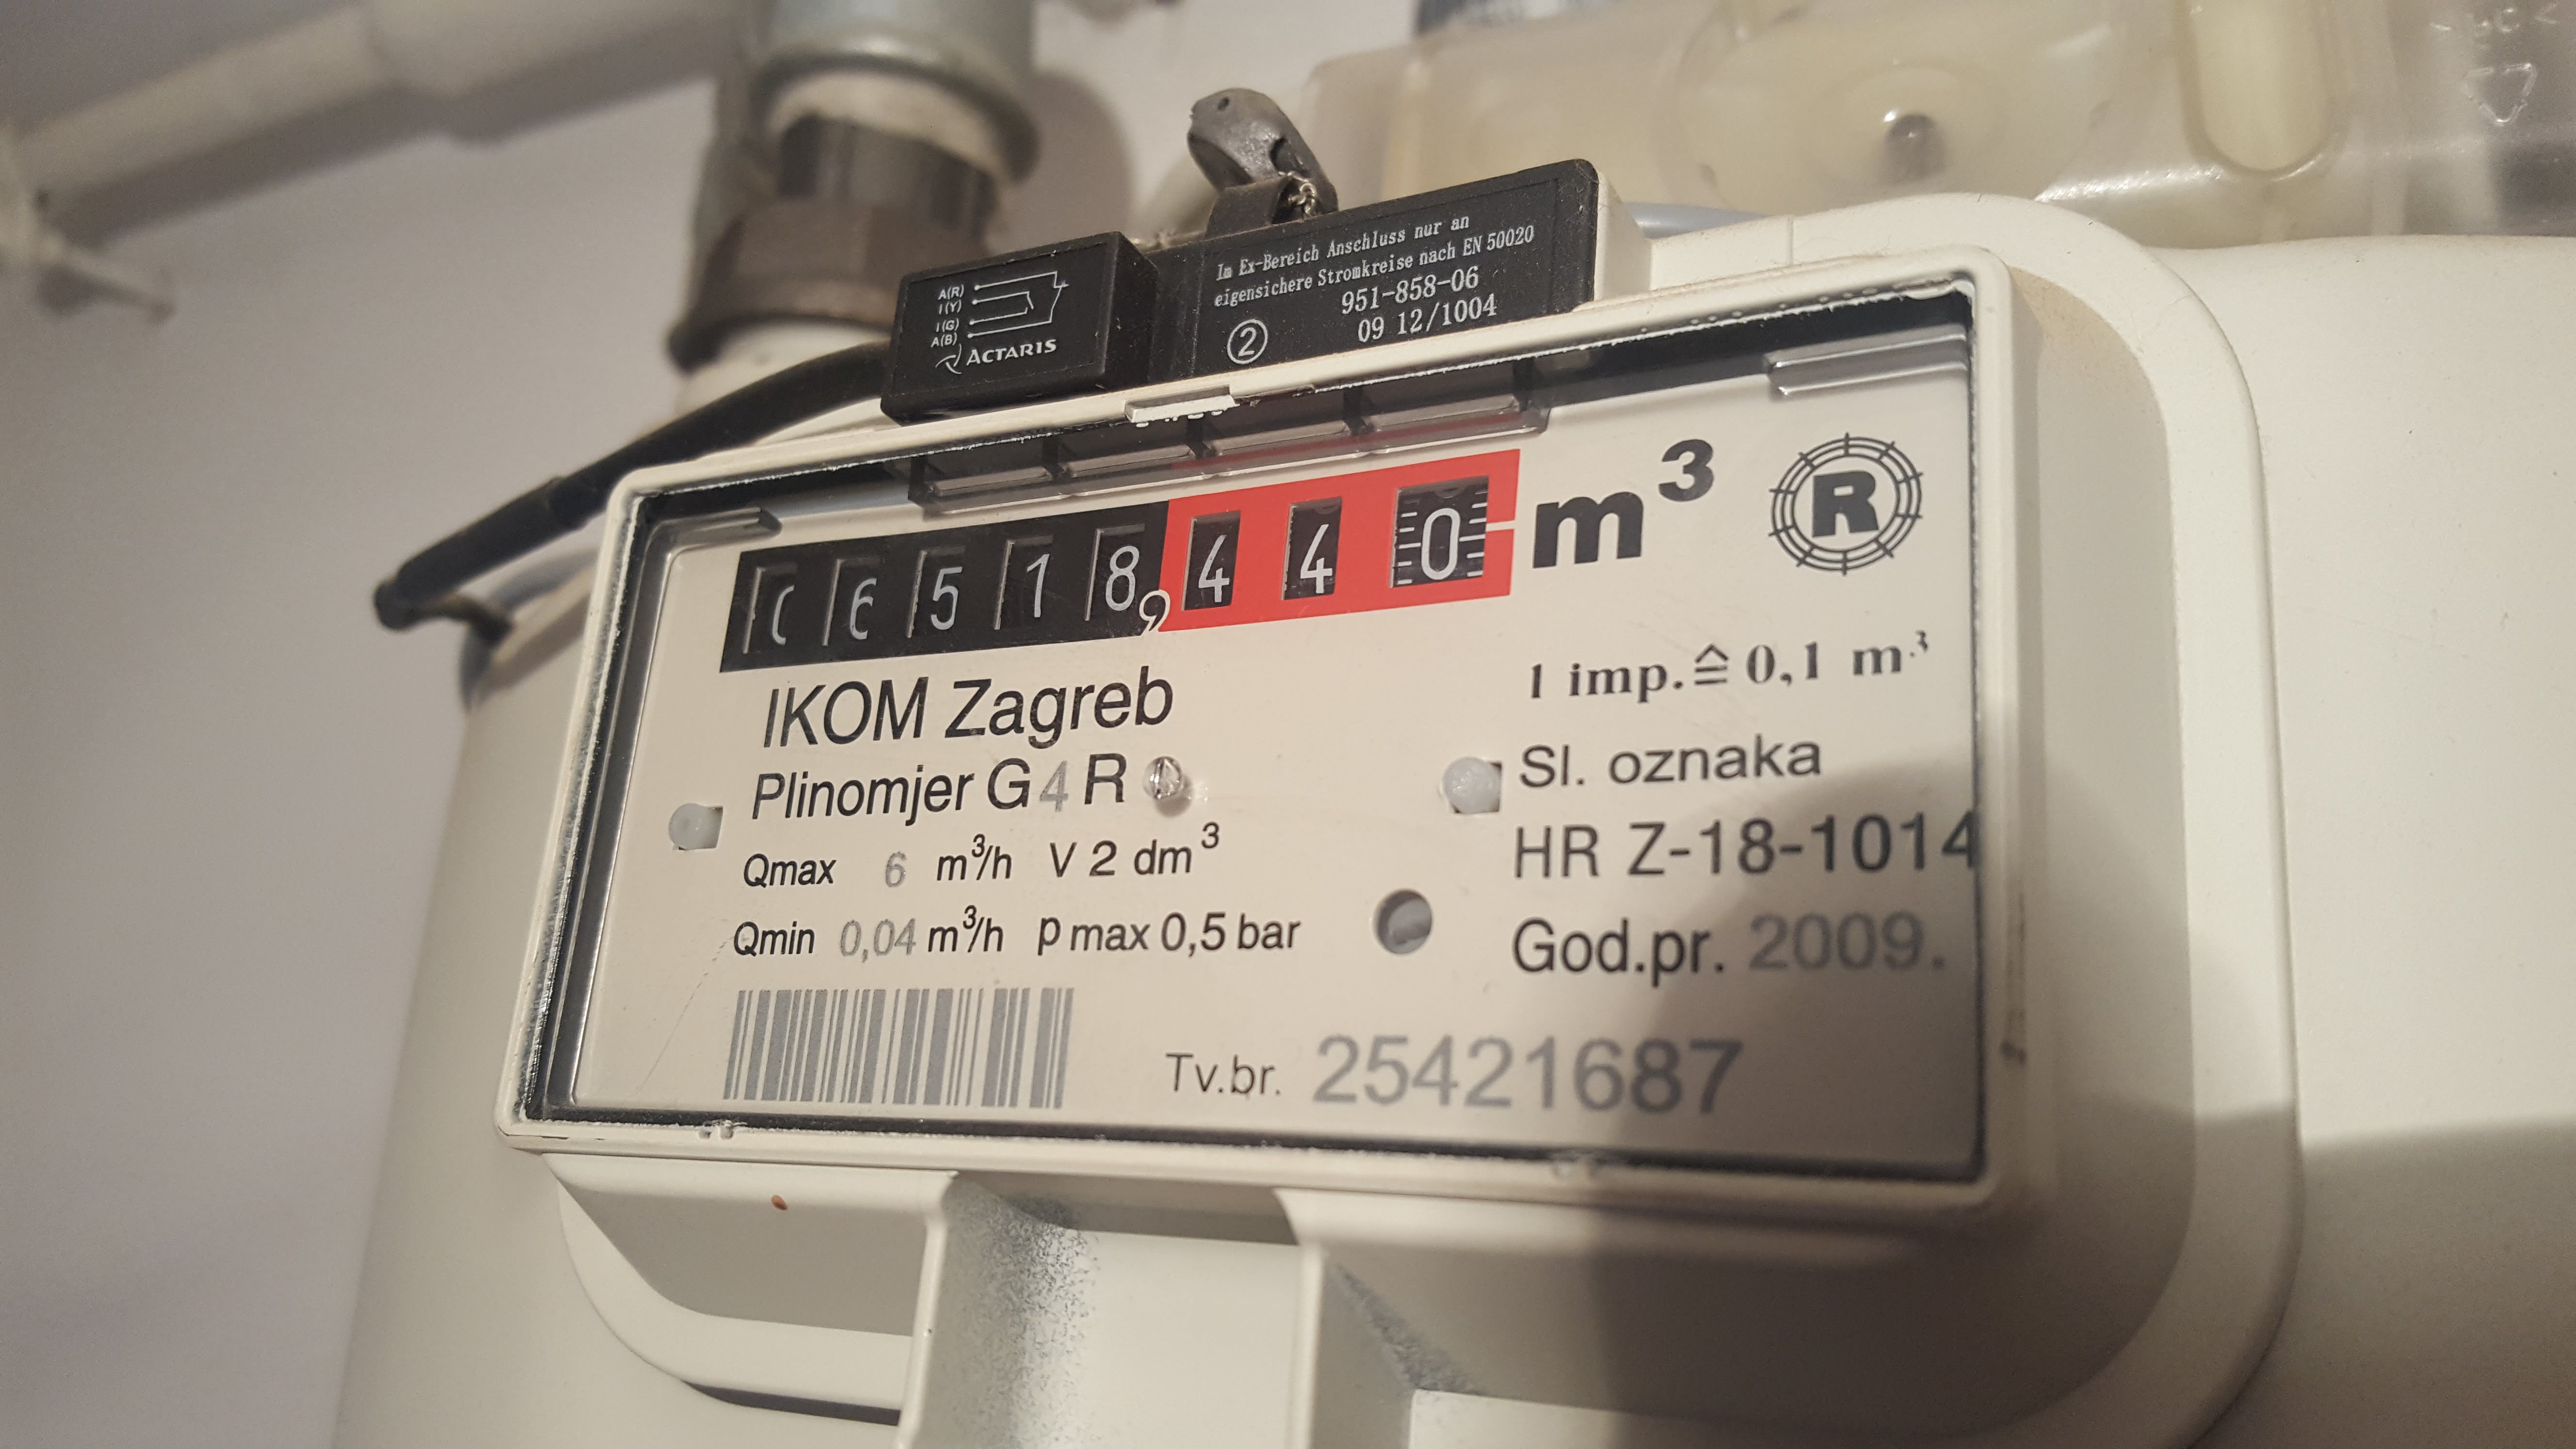 A(R)
I(Y)
I(G)
A(B)
ACTARIS
Im Ex-Bereich Anschluss nur an
eigensichere Stromkreise nach EN 50020
951-858-06
2 09 12/1004
06518,440 m³ R
1 imp.≙0,1 m³
IKOM Zagreb
Plinomjer G4R
Qmax 6 m³/h V 2 dm³
Qmin 0,04 m³/h p max 0,5 bar
Sl. oznaka
HR Z-18-1014
God.pr. 2009.
Tv.br. 25421687